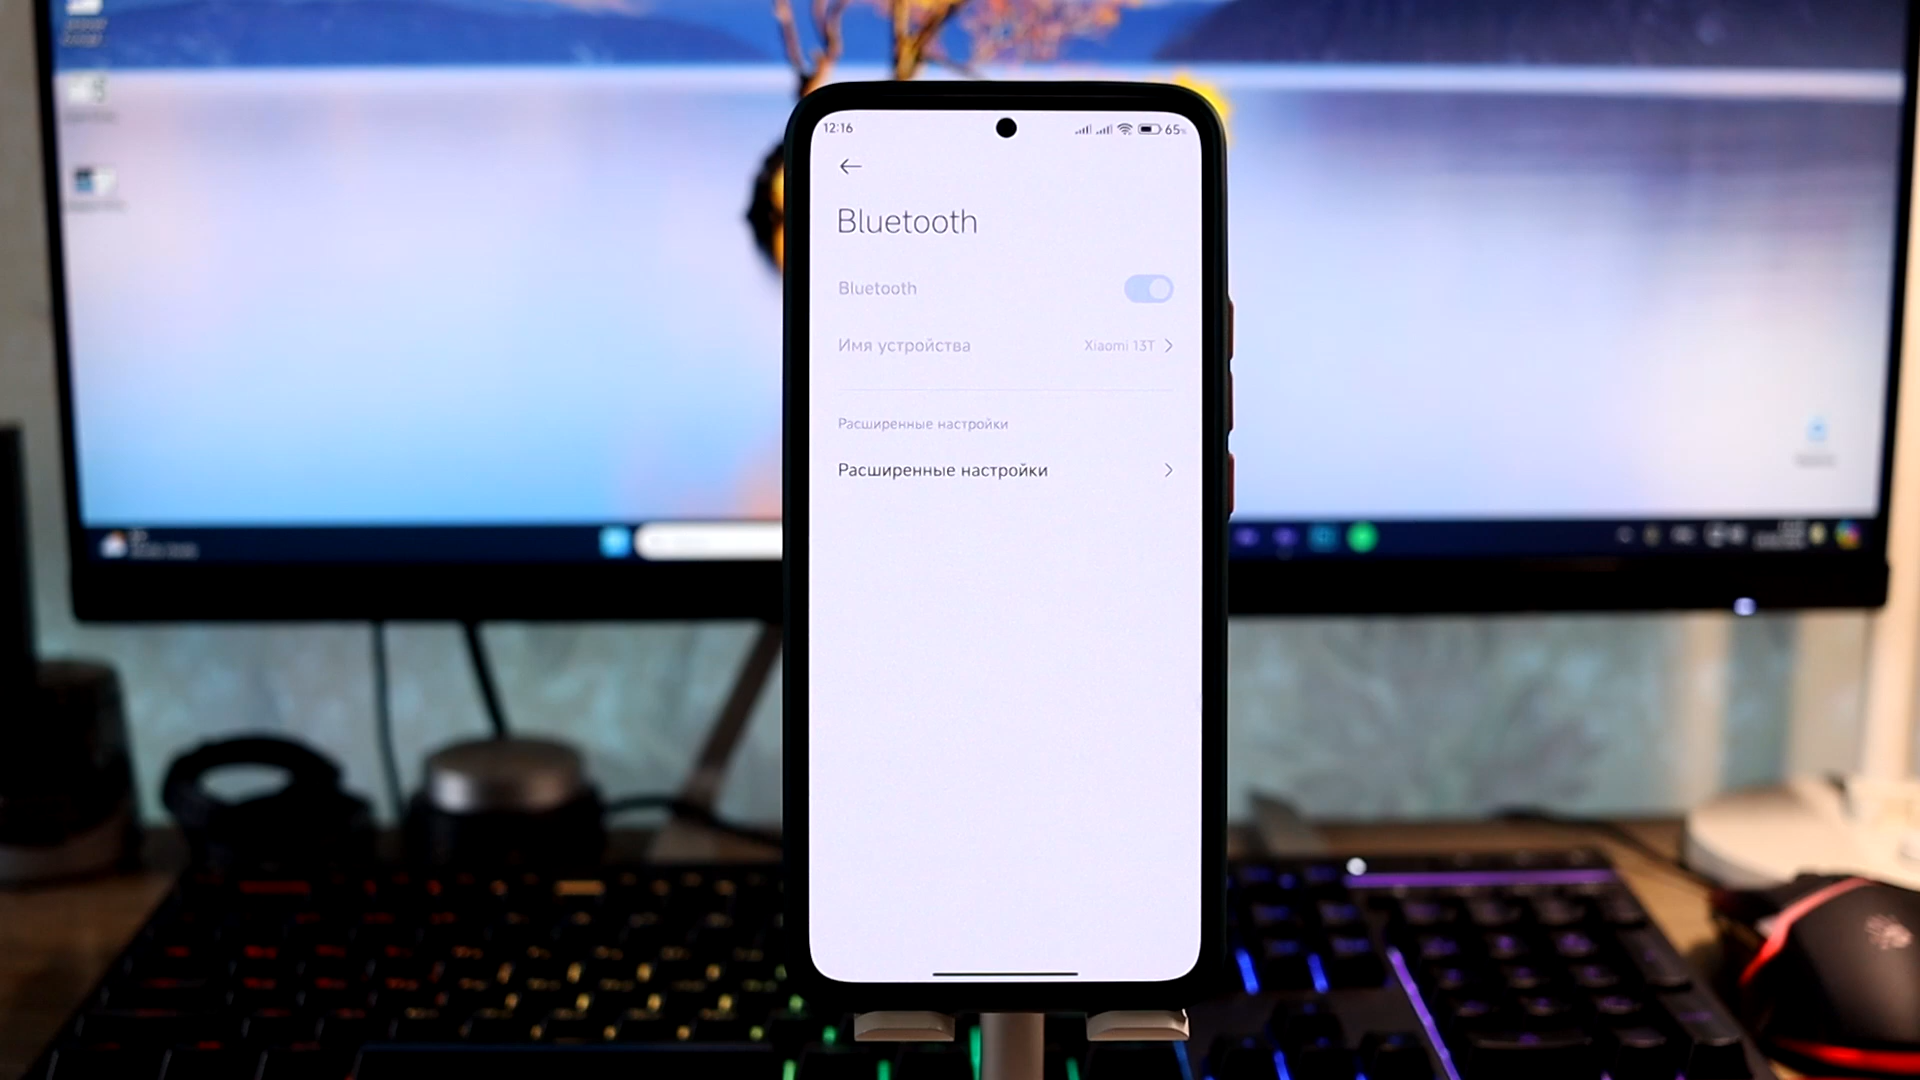 12:16
65%
Bluetooth
Bluetooth
Имя устройства Xiaomi 13T
Расширенные настройки
Расширенные настройки